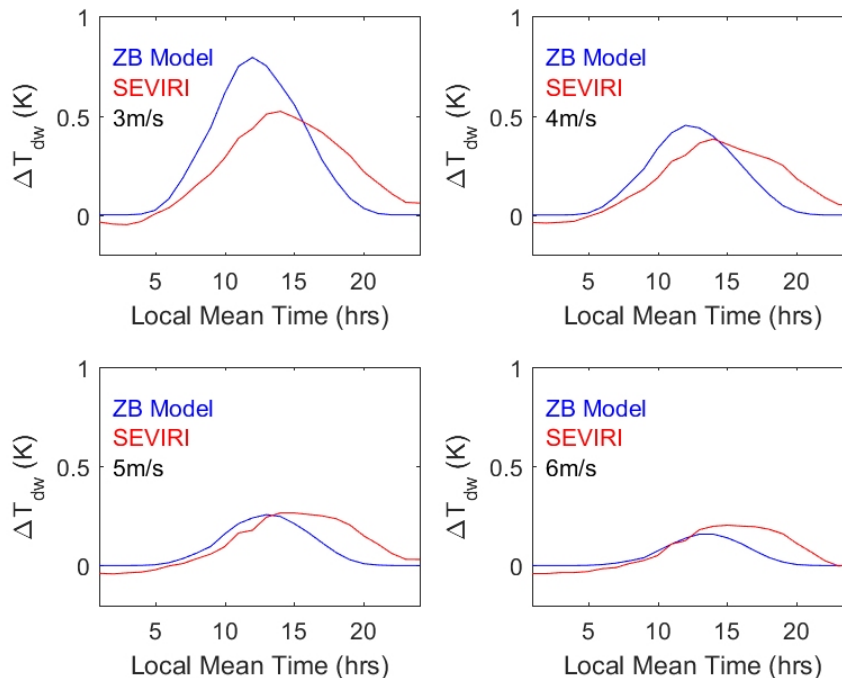 1
0.5
0
ΔT_dw (K)
ZB Model
SEVIRI
3m/s
5 10 15 20
Local Mean Time (hrs)
1
0.5
0
ΔT_dw (K)
ZB Model
SEVIRI
4m/s
5 10 15 20
Local Mean Time (hrs)
1
0.5
0
ΔT_dw (K)
ZB Model
SEVIRI
5m/s
5 10 15 20
Local Mean Time (hrs)
1
0.5
0
ΔT_dw (K)
ZB Model
SEVIRI
6m/s
5 10 15 20
Local Mean Time (hrs)